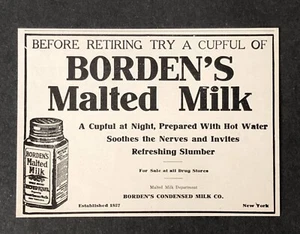 BEFORE RETIRING TRY A CUPFUL OF
BORDEN'S
Malted Milk
A Cupful at Night, Prepared With Hot Water
Soothes the Nerves and Invites
Refreshing Slumber
For Sale at all Drug Stores
Malted Milk Department
BORDEN'S CONDENSED MILK CO.
Established 1857
New York
BORDEN'S
Malted
Milk